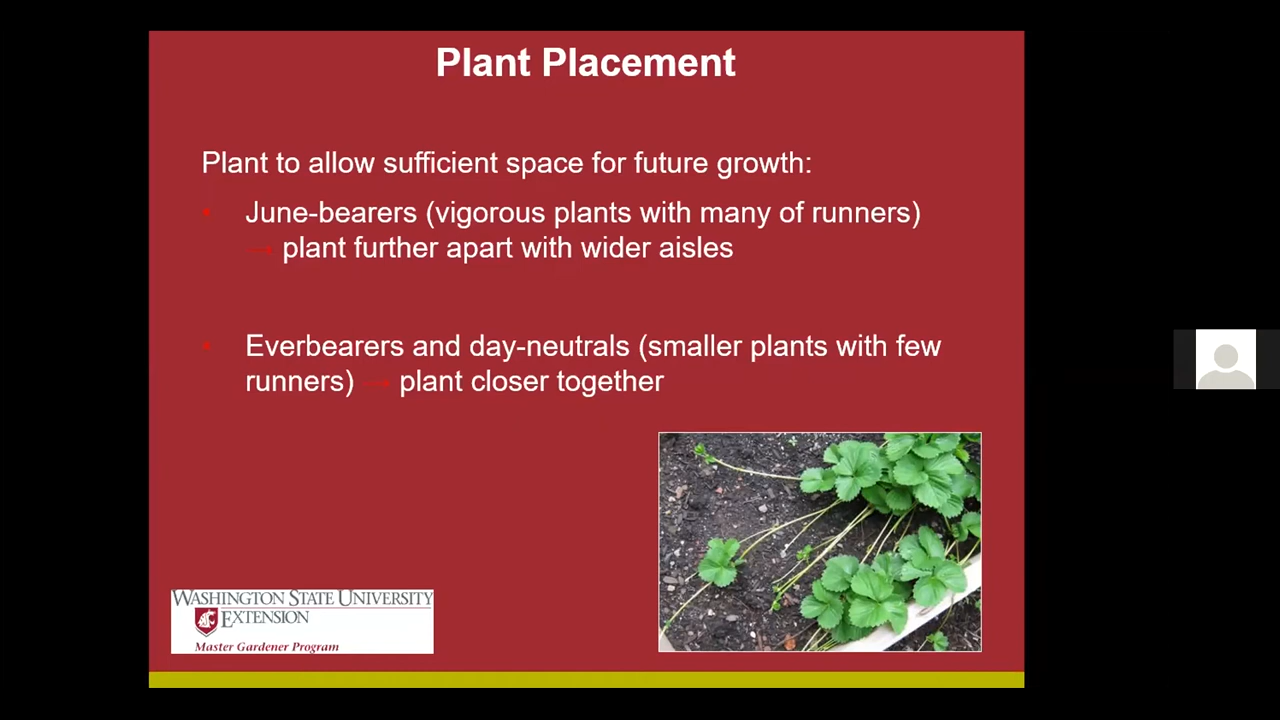 Plant Placement
Plant to allow sufficient space for future growth:
• June-bearers (vigorous plants with many of runners)
→ plant further apart with wider aisles
• Everbearers and day-neutrals (smaller plants with few
runners) → plant closer together
WASHINGTON STATE UNIVERSITY
EXTENSION
Master Gardener Program